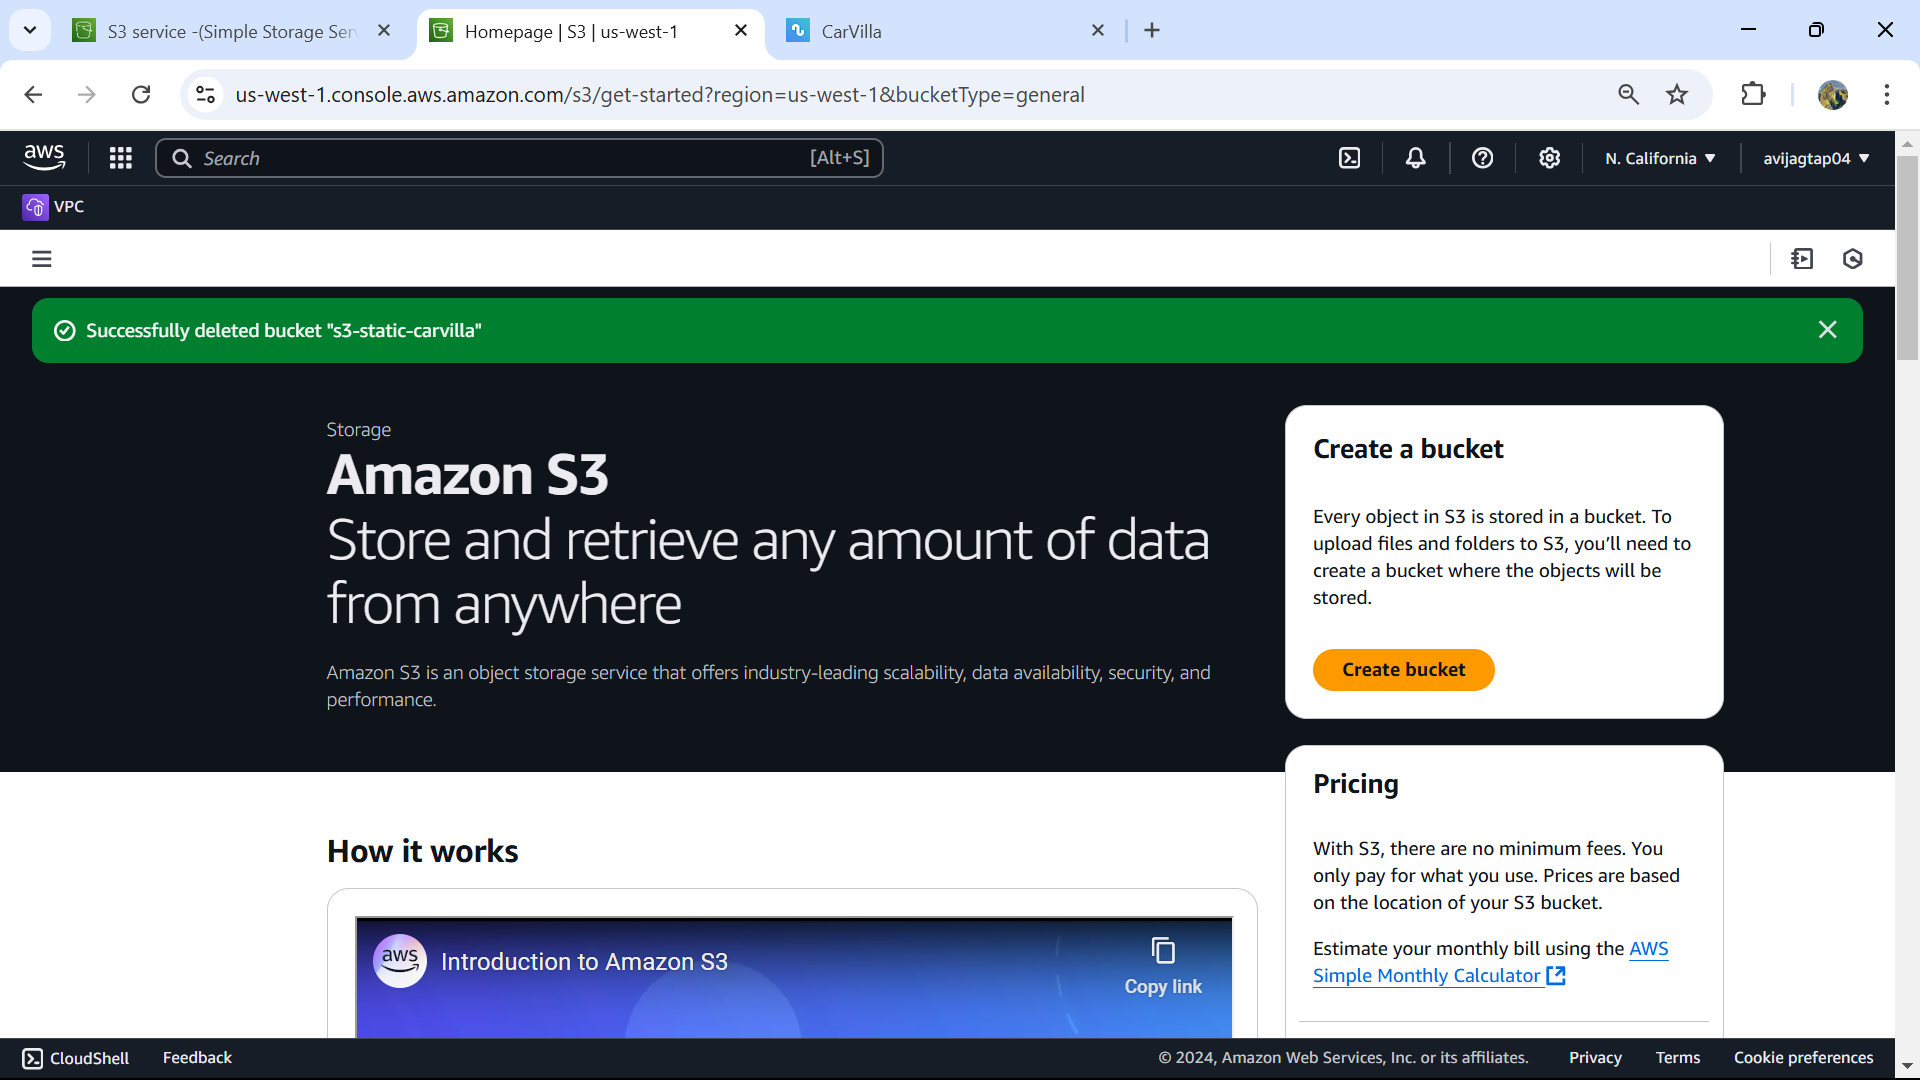 S3 service -(Simple Storage Ser
Homepage | S3 | us-west-1
CarVilla
us-west-1.console.aws.amazon.com/s3/get-started?region=us-west-1&bucketType=general
aws
Search
[Alt+S]
N. California
avijagtap04
VPC
Successfully deleted bucket "s3-static-carvilla"
Storage
Amazon S3
Store and retrieve any amount of data
from anywhere
Amazon S3 is an object storage service that offers industry-leading scalability, data availability, security, and
performance.
Create a bucket
Every object in S3 is stored in a bucket. To
upload files and folders to S3, you’ll need to
create a bucket where the objects will be
stored.
Create bucket
Pricing
With S3, there are no minimum fees. You
only pay for what you use. Prices are based
on the location of your S3 bucket.
Estimate your monthly bill using the AWS
Simple Monthly Calculator
How it works
aws
Introduction to Amazon S3
Copy link
CloudShell
Feedback
© 2024, Amazon Web Services, Inc. or its affiliates.
Privacy
Terms
Cookie preferences